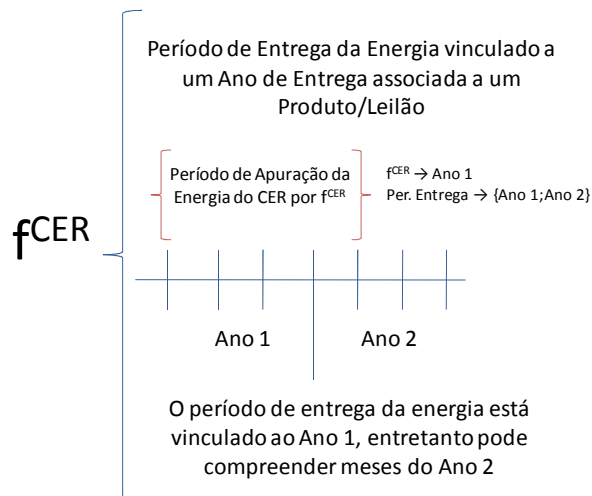 Período de Entrega da Energia vinculado a
um Ano de Entrega associada a um
Produto/Leilão
Período de Apuração da
Energia do CER por fCER
fCER → Ano 1
Per. Entrega → {Ano 1;Ano 2}
fCER
Ano 1
Ano 2
O período de entrega da energia está
vinculado ao Ano 1, entretanto pode
compreender meses do Ano 2